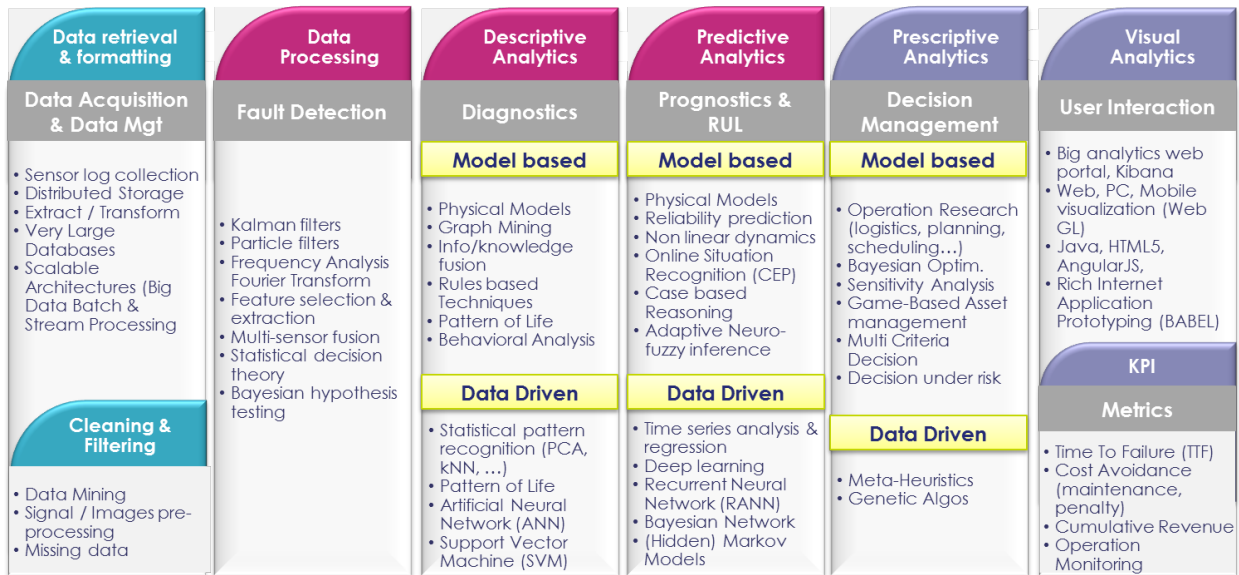 Data retrieval
& formatting
Data Acquisition
& Data Mgt
• Sensor log collection
• Distributed Storage
• Extract / Transform
• Very Large
Databases
• Scalable
Architectures (Big
Data Batch &
Stream Processing
Cleaning &
Filtering
• Data Mining
• Signal / Images pre-
processing
• Missing data
Data
Processing
Fault Detection
• Kalman filters
• Particle filters
• Frequency Analysis
Fourier Transform
• Feature selection &
extraction
• Multi-sensor fusion
• Statistical decision
theory
• Bayesian hypothesis
testing
Descriptive
Analytics
Diagnostics
Model based
• Physical Models
• Graph Mining
• Info/knowledge
fusion
• Rules based
Techniques
• Pattern of Life
• Behavioral Analysis
Data Driven
• Statistical pattern
recognition (PCA,
kNN, ...)
• Pattern of Life
• Artificial Neural
Network (ANN)
• Support Vector
Machine (SVM)
Predictive
Analytics
Prognostics &
RUL
Model based
• Physical Models
• Reliability prediction
• Non linear dynamics
• Online Situation
Recognition (CEP)
• Case based
Reasoning
• Adaptive Neuro-
fuzzy inference
Data Driven
• Time series analysis &
regression
• Deep learning
• Recurrent Neural
Network (RANN)
• Bayesian Network
• (Hidden) Markov
Models
Prescriptive
Analytics
Decision
Management
Model based
• Operation Research
(logistics, planning,
scheduling...)
• Bayesian Optim.
• Sensitivity Analysis
• Game-Based Asset
management
• Multi Criteria
Decision
• Decision under risk
Data Driven
• Meta-Heuristics
• Genetic Algos
Visual
Analytics
User Interaction
• Big analytics web
portal, Kibana
• Web, PC, Mobile
visualization (Web
GL)
• Java, HTML5,
AngularJS,
• Rich Internet
Application
Prototyping (BABEL)
KPI
Metrics
• Time To Failure (TTF)
• Cost Avoidance
(maintenance,
penalty)
• Cumulative Revenue
• Operation
Monitoring